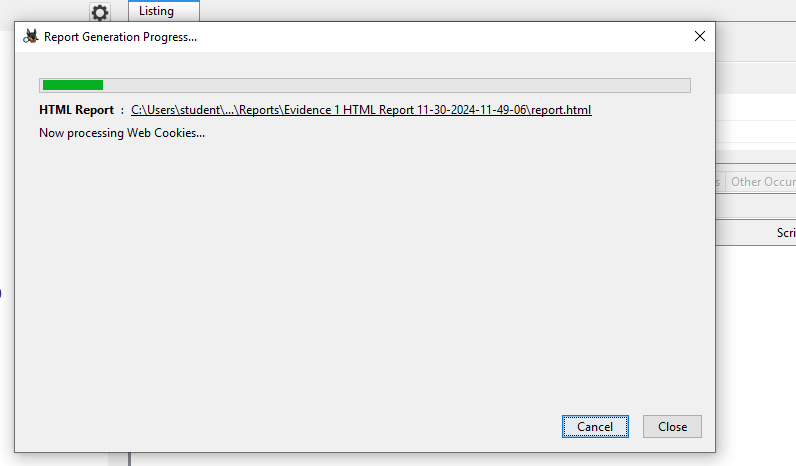 Listing
Report Generation Progress...
HTML Report : C:\Users\student\...\Reports\Evidence 1 HTML Report 11-30-2024-11-49-06\report.html
Now processing Web Cookies...
s Other Occur
Scri
Cancel Close